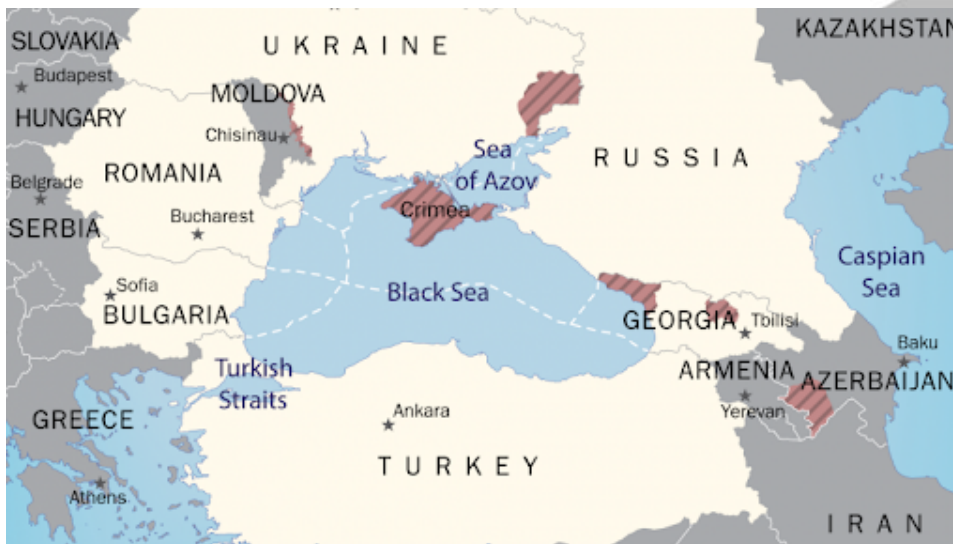 SLOVAKIA
Budapest
HUNGARY
UKRAINE
KAZAKHSTAN
MOLDOVA
Chisinau
ROMANIA
Belgrade
SERBIA
Bucharest
Sea
of Azov
RUSSIA
Crimea
Sofia
BULGARIA
Black Sea
Caspian
Sea
GEORGIA
Tbilisi
Turkish
Straits
ARMENIA
AZERBAIJAN
Baku
Yerevan
GREECE
Athens
Ankara
TURKEY
IRAN